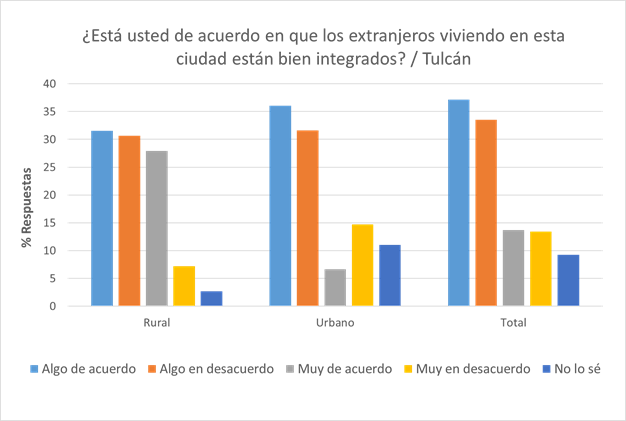 ¿Está usted de acuerdo en que los extranjeros viviendo en esta
ciudad están bien integrados? / Tulcán
40
35
30
25
20
15
10
5
0
% Respuestas
Rural Urbano Total
Algo de acuerdo Algo en desacuerdo Muy de acuerdo Muy en desacuerdo No lo sé